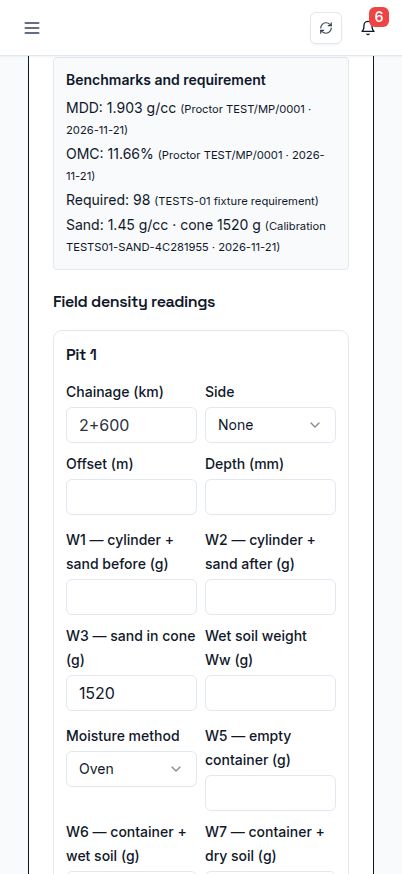 6
Benchmarks and requirement
MDD: 1.903 g/cc (Proctor TEST/MP/0001 ·
2026-11-21)
OMC: 11.66% (Proctor TEST/MP/0001 · 2026-
11-21)
Required: 98 (TESTS-01 fixture requirement)
Sand: 1.45 g/cc · cone 1520 g (Calibration
TESTS01-SAND-4C281955 · 2026-11-21)
Field density readings
Pit 1
Chainage (km)
Side
2+600
None
Offset (m)
Depth (mm)
W1 — cylinder +
sand before (g)
W2 — cylinder +
sand after (g)
W3 — sand in cone
(g)
Wet soil weight
Ww (g)
1520
Moisture method
W5 — empty
container (g)
Oven
W6 — container +
wet soil (g)
W7 — container +
dry soil (g)